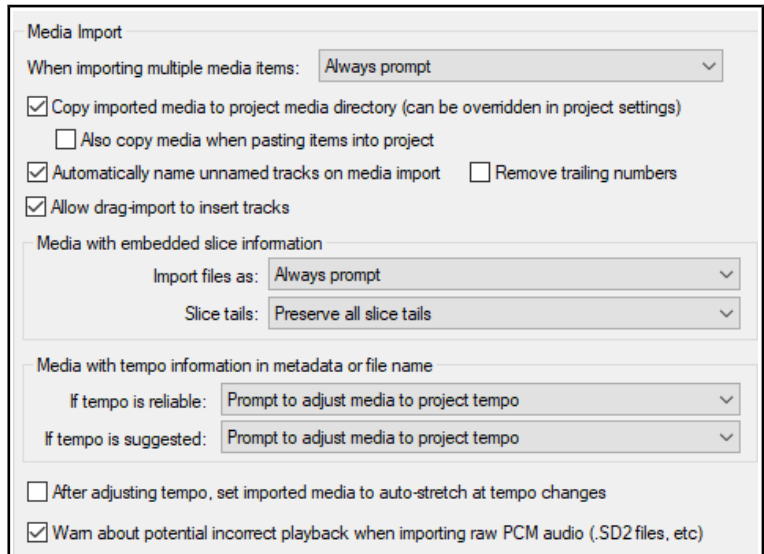 Media Import
When importing multiple media items: Always prompt
Copy imported media to project media directory (can be overridden in project settings)
Also copy media when pasting items into project
Automatically name unnamed tracks on media import Remove trailing numbers
Allow drag-import to insert tracks
Media with embedded slice information
Import files as: Always prompt
Slice tails: Preserve all slice tails
Media with tempo information in metadata or file name
If tempo is reliable: Prompt to adjust media to project tempo
If tempo is suggested: Prompt to adjust media to project tempo
After adjusting tempo, set imported media to auto-stretch at tempo changes
Warn about potential incorrect playback when importing raw PCM audio (.SD2 files, etc)